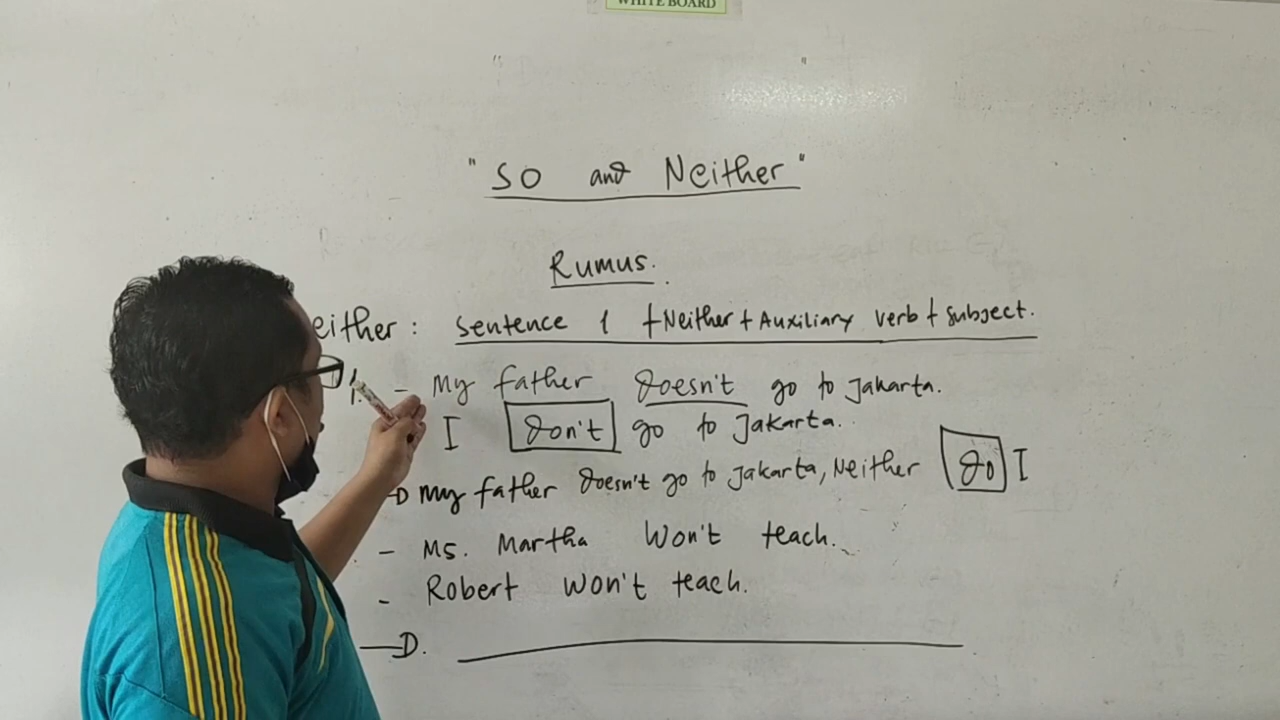 WHITE BOARD
"So and Neither"
Rumus.
either : Sentence 1 + Neither + Auxiliary verb + subject.
1. - My father doesn't go to Jakarta.
I don't go to Jakarta.
My father doesn't go to Jakarta, Neither do I
- Ms. Martha won't teach.
- Robert won't teach.